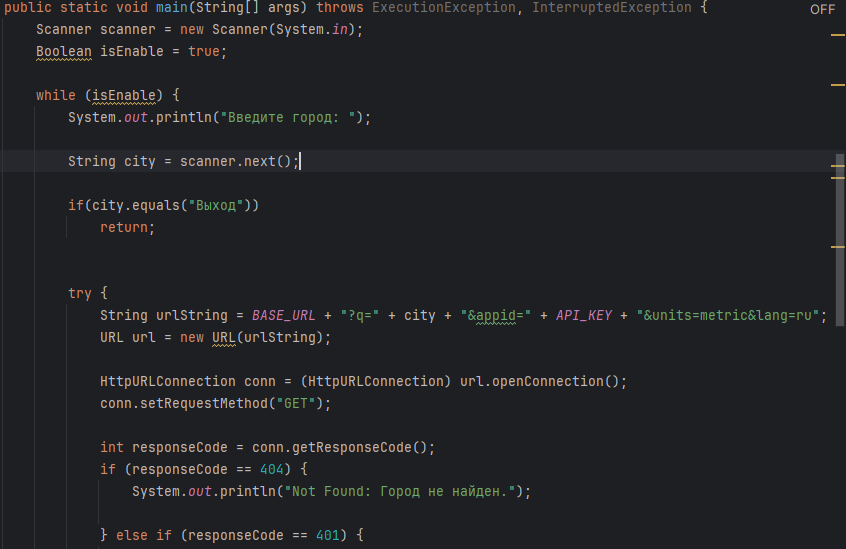 public static void main(String[] args) throws ExecutionException, InterruptedException {
OFF
Scanner scanner = new Scanner(System.in);
Boolean isEnable = true;
while (isEnable) {
System.out.println("Введите город: ");
String city = scanner.next();
if(city.equals("Выход"))
return;
try {
String urlString = BASE_URL + "?q=" + city + "&appid=" + API_KEY + "&units=metric&lang=ru";
URL url = new URL(urlString);
HttpURLConnection conn = (HttpURLConnection) url.openConnection();
conn.setRequestMethod("GET");
int responseCode = conn.getResponseCode();
if (responseCode == 404) {
System.out.println("Not Found: Город не найден.");
} else if (responseCode == 401) {